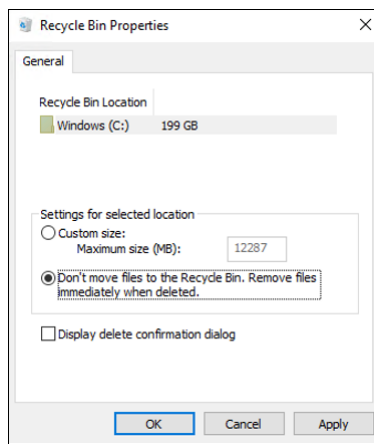 Recycle Bin Properties
General
Recycle Bin Location
Windows (C:) 199 GB
Settings for selected location
Custom size:
Maximum size (MB): 12287
Don't move files to the Recycle Bin. Remove files
immediately when deleted.
Display delete confirmation dialog
OK Cancel Apply